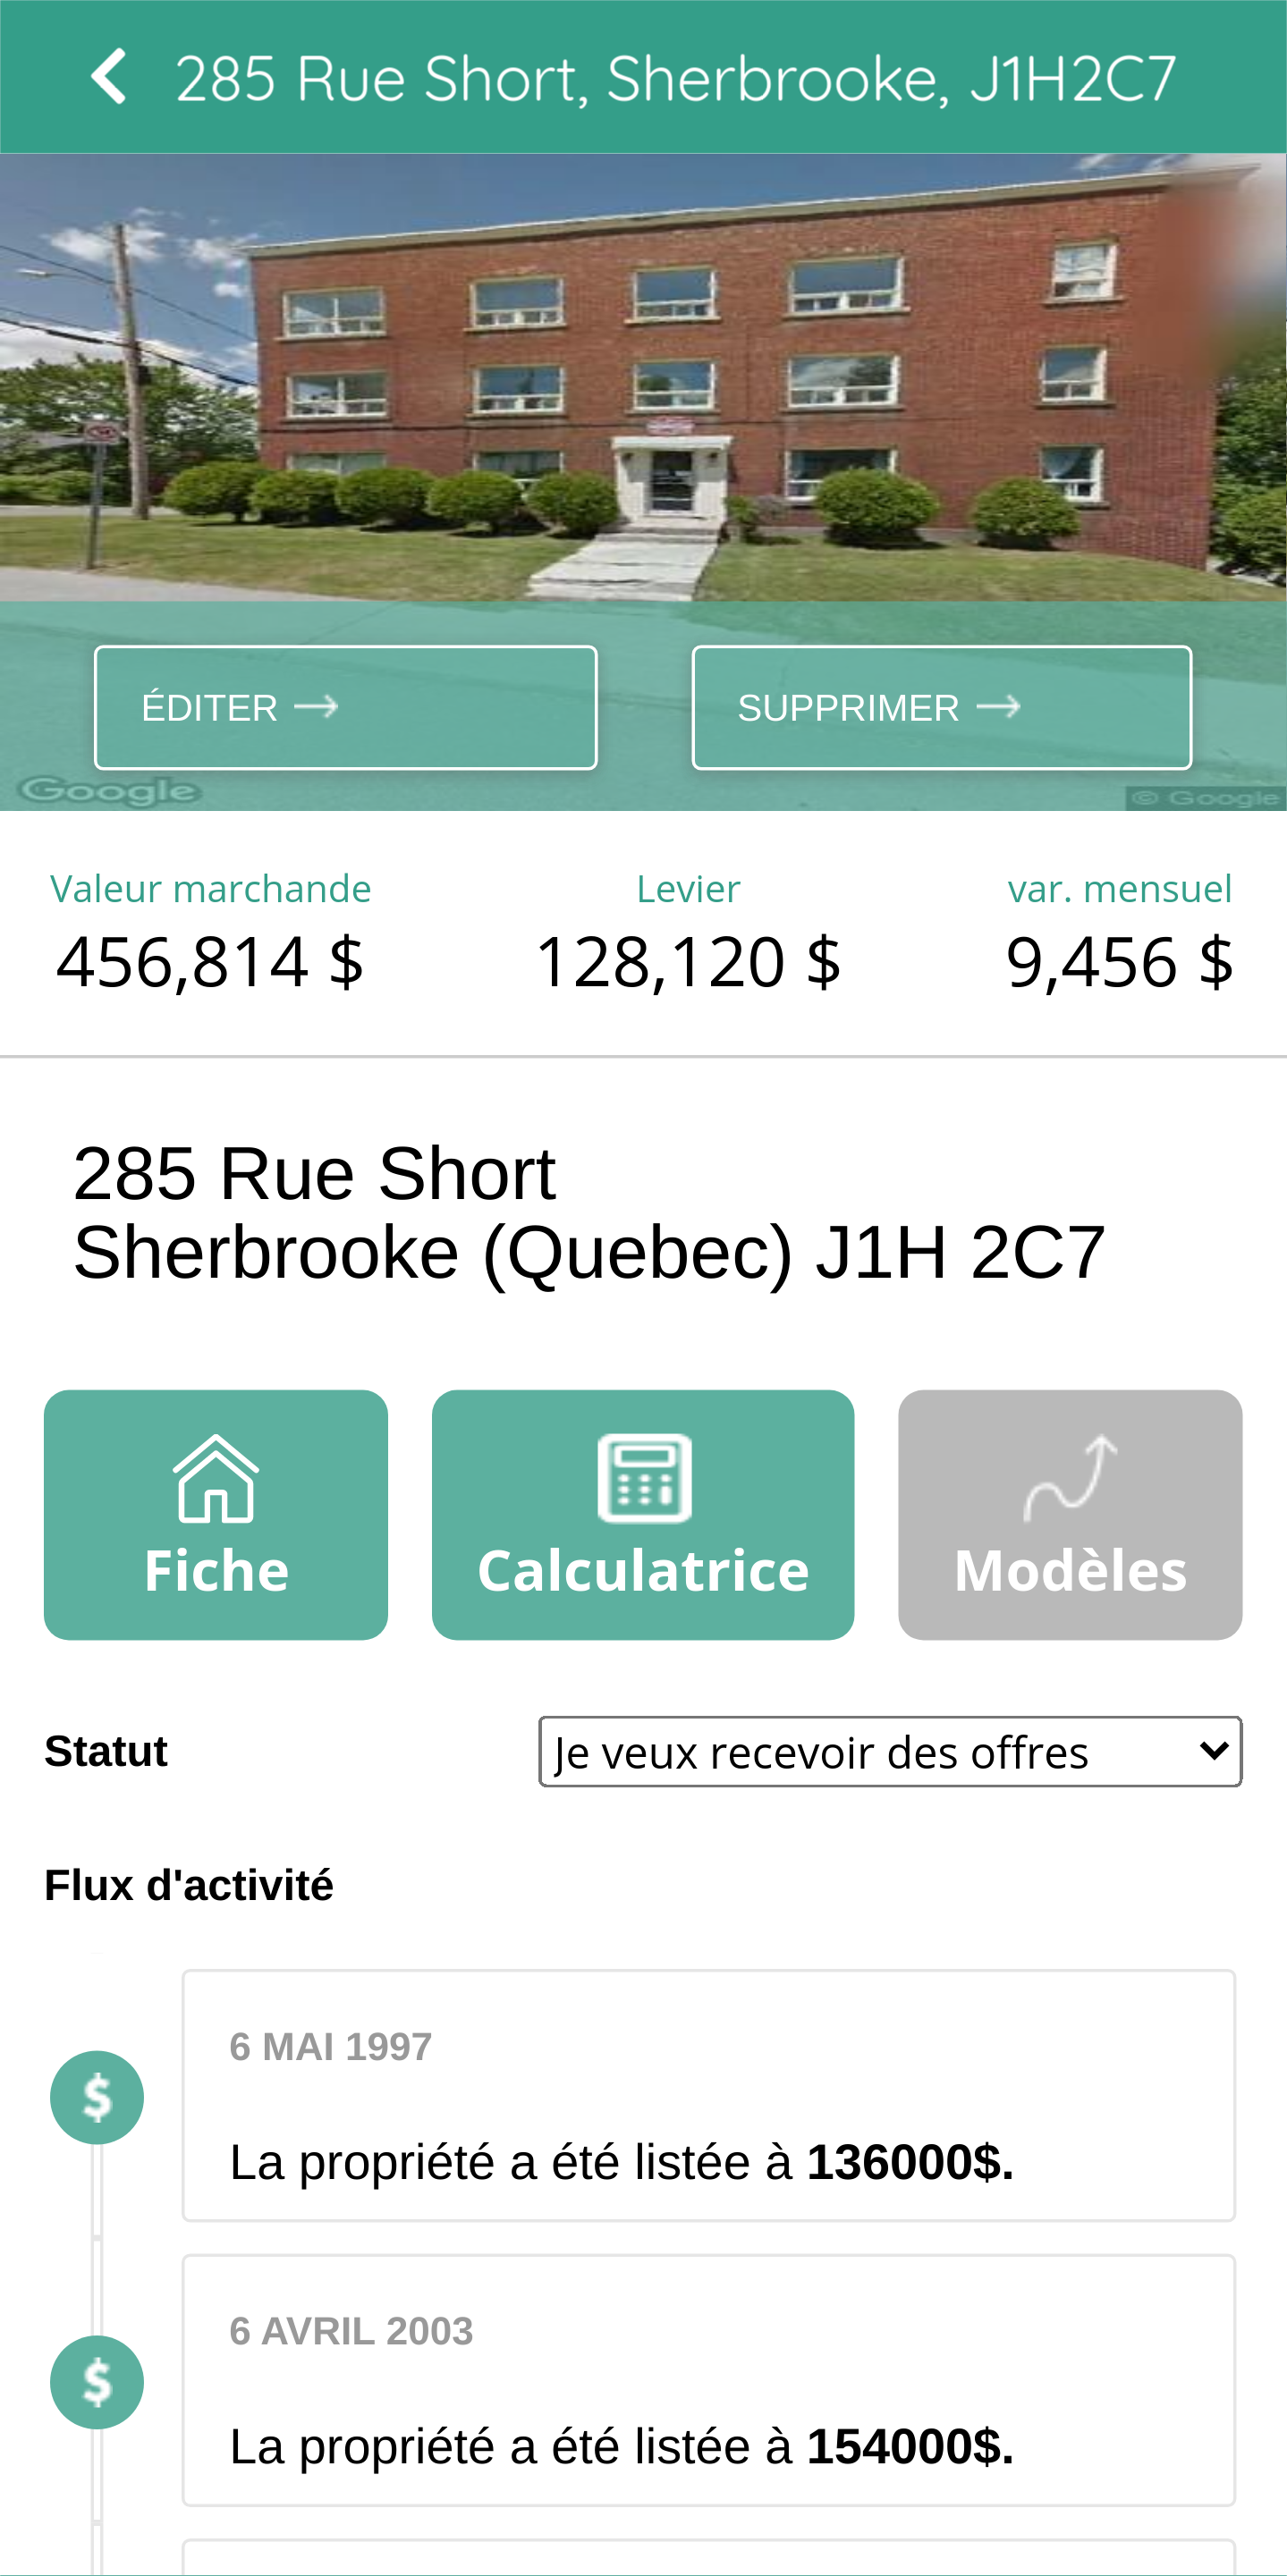 285 Rue Short, Sherbrooke, J1H2C7
ÉDITER →
SUPPRIMER →
Google
© Google
Valeur marchande
456,814 $
Levier
128,120 $
var. mensuel
9,456 $
285 Rue Short
Sherbrooke (Quebec) J1H 2C7
Fiche
Calculatrice
Modèles
Statut
Je veux recevoir des offres
Flux d'activité
6 MAI 1997
La propriété a été listée à 136000$.
6 AVRIL 2003
La propriété a été listée à 154000$.